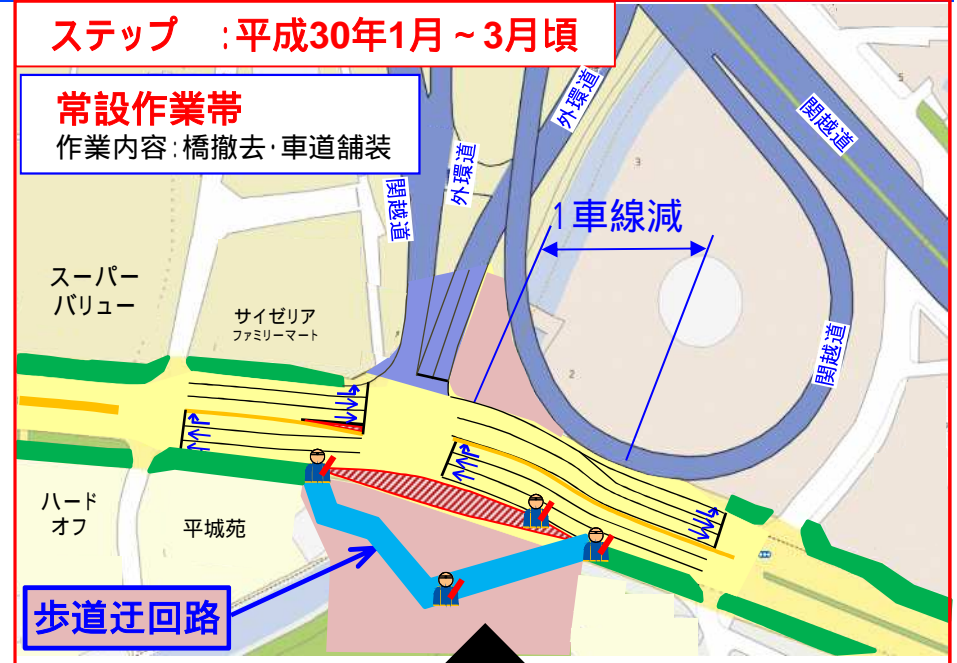 ステップ　：平成30年1月～3月頃
常設作業帯
作業内容：橋撤去・車道舗装
外環道
関越道
外環道
関越道
1車線減
スーパー
バリュー
サイゼリア
ファミリーマート
関越道
ハード
オフ
平城苑
歩道迂回路
5
3
2